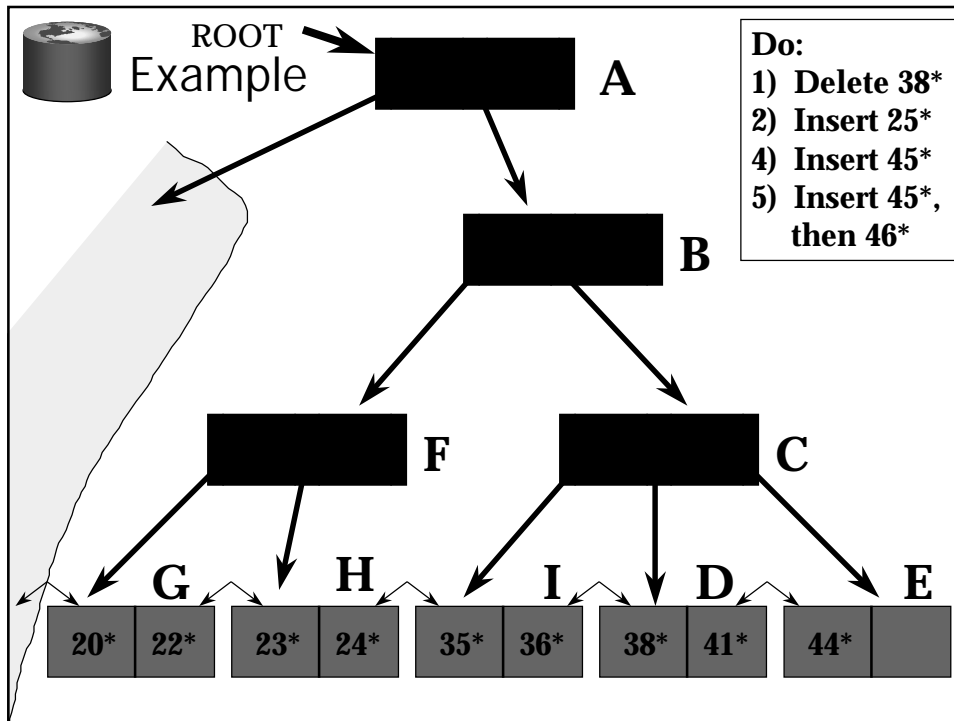 ROOT
Example
A
Do:
1) Delete 38*
2) Insert 25*
4) Insert 45*
5) Insert 45*,
then 46*
B
F
C
G
H
I
D
E
20* 22* 23* 24* 35* 36* 38* 41* 44*